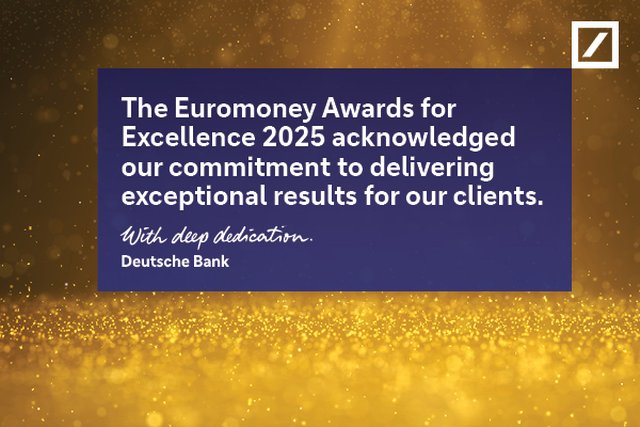 The Euromoney Awards for
Excellence 2025 acknowledged
our commitment to delivering
exceptional results for our clients.
With deep dedication.
Deutsche Bank